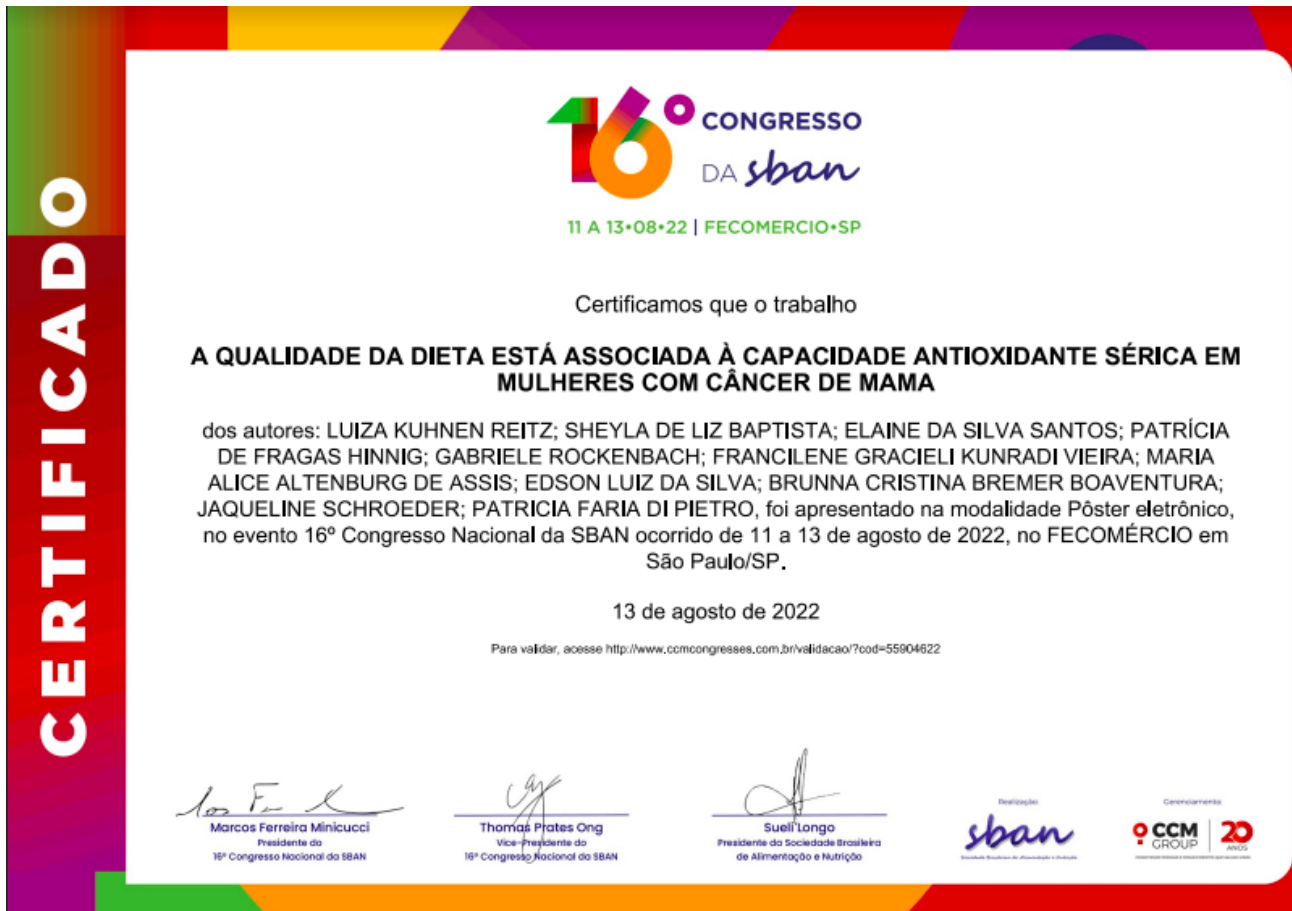 CERTIFICADO
16º CONGRESSO
DA sban
11 A 13•08•22 | FECOMERCIO•SP
Certificamos que o trabalho
A QUALIDADE DA DIETA ESTÁ ASSOCIADA À CAPACIDADE ANTIOXIDANTE SÉRICA EM
MULHERES COM CÂNCER DE MAMA
dos autores: LUIZA KUHNEN REITZ; SHEYLA DE LIZ BAPTISTA; ELAINE DA SILVA SANTOS; PATRÍCIA
DE FRAGAS HINNIG; GABRIELE ROCKENBACH; FRANCILENE GRACIELI KUNRADI VIEIRA; MARIA
ALICE ALTENBURG DE ASSIS; EDSON LUIZ DA SILVA; BRUNNA CRISTINA BREMER BOAVENTURA;
JAQUELINE SCHROEDER; PATRICIA FARIA DI PIETRO, foi apresentado na modalidade Pôster eletrônico,
no evento 16º Congresso Nacional da SBAN ocorrido de 11 a 13 de agosto de 2022, no FECOMÉRCIO em
São Paulo/SP.
13 de agosto de 2022
Para validar, acesse http://www.ccmcongresses.com.br/validacao/?cod=55904622
Marcos Ferreira Minicucci
Presidente do
16º Congresso Nacional da SBAN
Thomas Prates Ong
Vice-Presidente do
16º Congresso Nacional da SBAN
Sueli Longo
Presidente da Sociedade Brasileira
de Alimentação e Nutrição
Realização:
sban
Sociedade Brasileira de Alimentação e Nutrição
Gerenciamento:
CCM GROUP | 20 ANOS